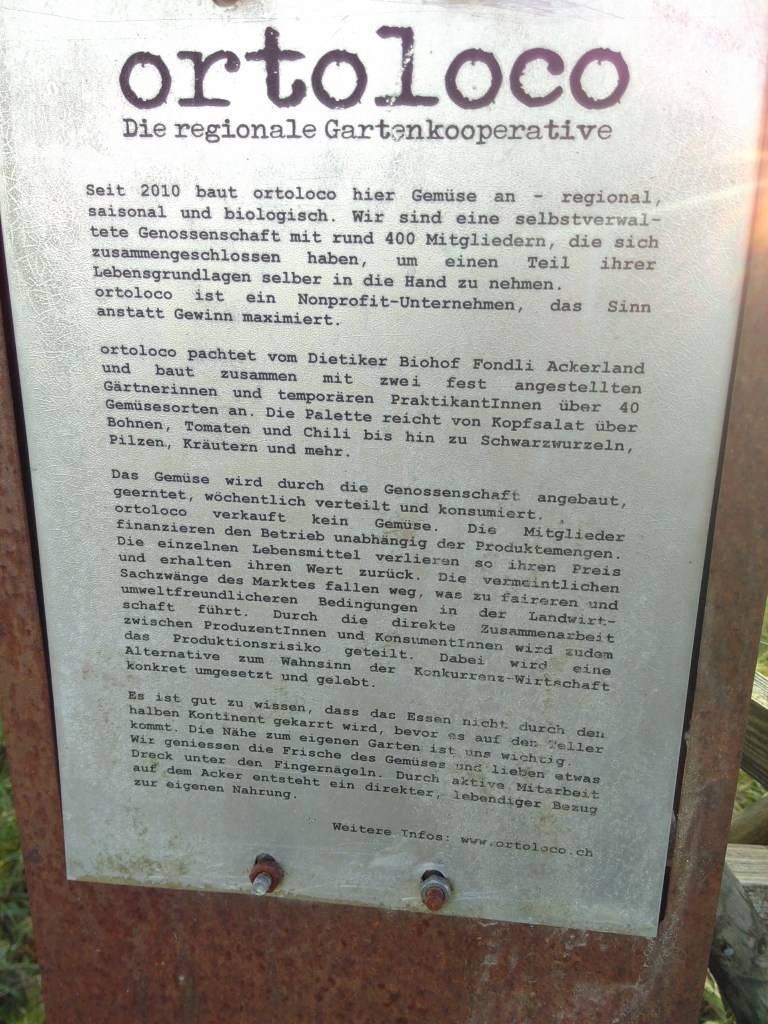 ortoloco
Die regionale Gartenkooperative
Seit 2010 baut ortoloco hier Gemüse an - regional,
saisonal und biologisch. Wir sind eine selbstverwal-
tete Genossenschaft mit rund 400 Mitgliedern, die sich
zusammengeschlossen haben, um einen Teil ihrer
Lebensgrundlagen selber in die Hand zu nehmen.
ortoloco ist ein Nonprofit-Unternehmen, das Sinn
anstatt Gewinn maximiert.
ortoloco pachtet vom Dietiker Biohof Fondli Ackerland
und baut zusammen mit zwei fest angestellten
Gärtnerinnen und temporären PraktikantInnen über 40
Gemüsesorten an. Die Palette reicht von Kopfsalat über
Bohnen, Tomaten und Chili bis hin zu Schwarzwurzeln,
Pilzen, Kräutern und mehr.
Das Gemüse wird durch die Genossenschaft angebaut,
geerntet, wöchentlich verteilt und konsumiert.
ortoloco verkauft kein Gemüse. Die Mitglieder
finanzieren den Betrieb unabhängig der Produktemengen.
Die einzelnen Lebensmittel verlieren so ihren Preis
und erhalten ihren Wert zurück. Die vermeintlichen
Sachzwänge des Marktes fallen weg, was zu faireren und
umweltfreundlicheren Bedingungen in der Landwirt-
schaft führt. Durch die direkte Zusammenarbeit
zwischen ProduzentInnen und KonsumentInnen wird zudem
das Produktionsrisiko geteilt. Dabei wird eine
Alternative zum Wahnsinn der Konkurrenz-Wirtschaft
konkret umgesetzt und gelebt.
Es ist gut zu wissen, dass das Essen nicht durch den
halben Kontinent gekarrt wird, bevor es auf den Teller
kommt. Die Nähe zum eigenen Garten ist uns wichtig.
Wir geniessen die Frische des Gemüses und lieben etwas
Dreck unter den Fingernägeln. Durch aktive Mitarbeit
auf dem Acker entsteht ein direkter, lebendiger Bezug
zur eigenen Nahrung.
Weitere Infos: www.ortoloco.ch